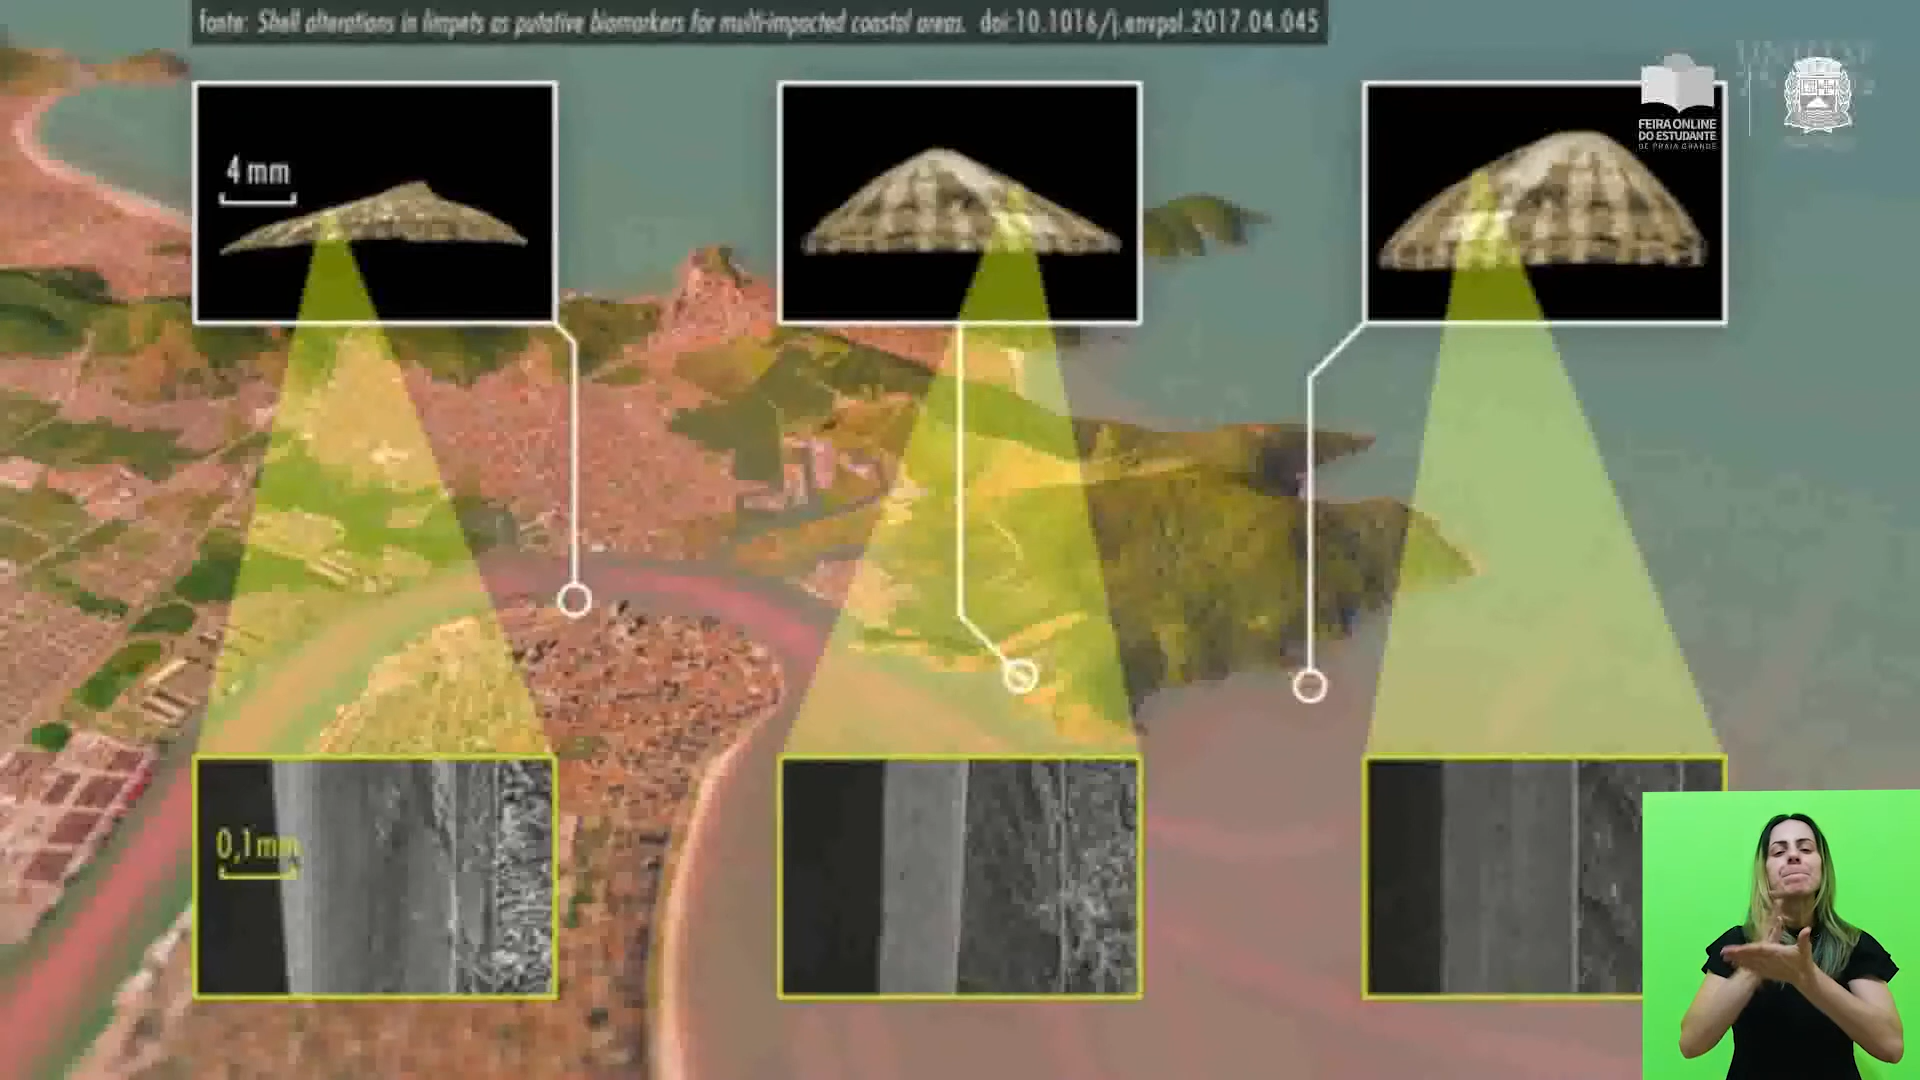 fonte: Shell alterations in limpets as putative biomarkers for multi-impacted coastal areas. doi:10.1016/j.envpol.2017.04.045
4 mm
FEIRA ONLINE
DO ESTUDANTE
DE PRAIA GRANDE
0,1mm